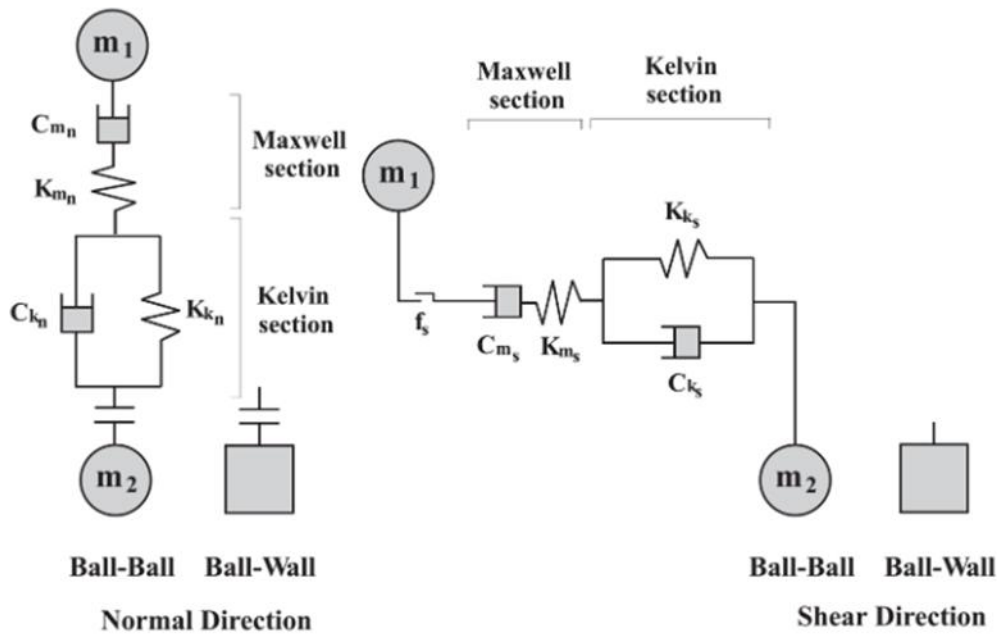 m1
Cmn
Kmn
Maxwell
section
Ckn
Kkn
Kelvin
section
m2
Ball-Ball Ball-Wall
Normal Direction
Maxwell
section
Kelvin
section
m1
fs
Cms
Kms
Kks
Cks
m2
Ball-Ball Ball-Wall
Shear Direction